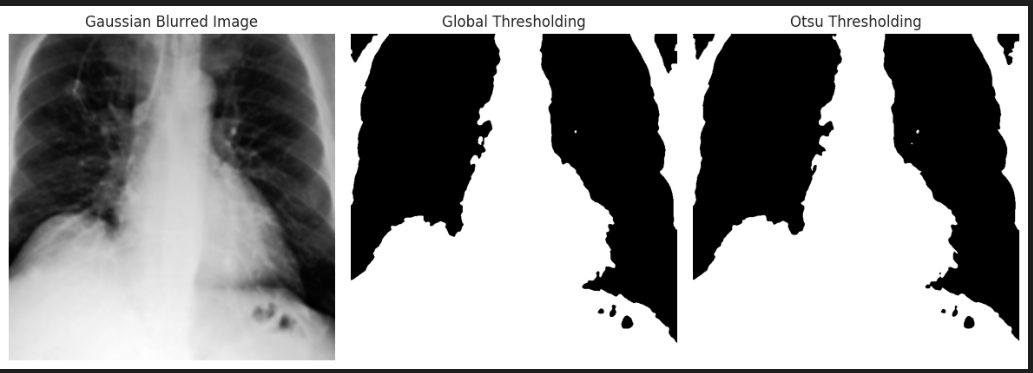 Gaussian Blurred Image
Global Thresholding
Otsu Thresholding